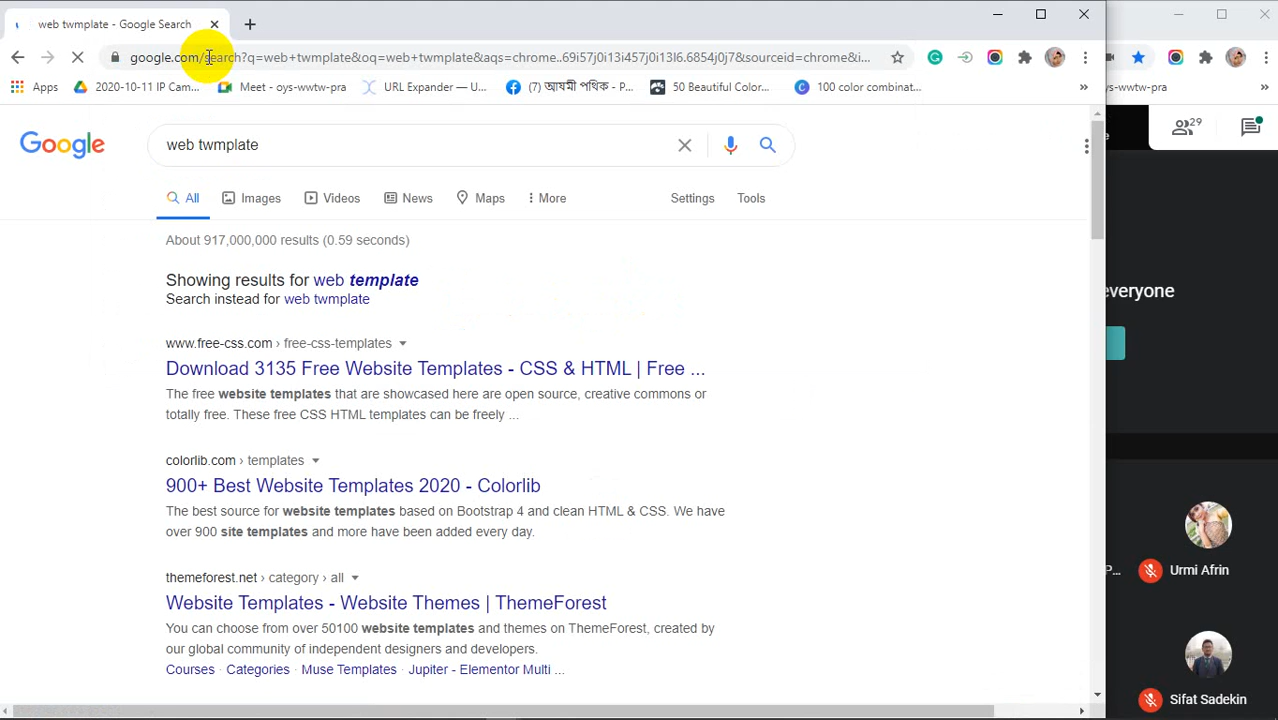 web twmplate - Google Search
google.com/search?q=web+twmplate&oq=web+twmplate&aqs=chrome..69i57j0i13i457j0i13l6.6854j0j7&sourceid=chrome&i...
Apps
2020-10-11 IP Cam...
Meet - oys-wwtw-pra
URL Expander — U...
(7) আযমী পথিক - P...
50 Beautiful Color...
100 color combinat...
»
ys-wwtw-pra
»
Google
web twmplate
29
All
Images
Videos
News
Maps
More
Settings
Tools
About 917,000,000 results (0.59 seconds)
Showing results for web template
Search instead for web twmplate
everyone
www.free-css.com › free-css-templates
Download 3135 Free Website Templates - CSS & HTML | Free ...
The free website templates that are showcased here are open source, creative commons or
totally free. These free CSS HTML templates can be freely ...
colorlib.com › templates
900+ Best Website Templates 2020 - Colorlib
The best source for website templates based on Bootstrap 4 and clean HTML & CSS. We have
over 900 site templates and more have been added every day.
themeforest.net › category › all
Website Templates - Website Themes | ThemeForest
You can choose from over 50100 website templates and themes on ThemeForest, created by
our global community of independent designers and developers.
Courses · Categories · Muse Templates · Jupiter - Elementor Multi ...
P...
Urmi Afrin
Sifat Sadekin